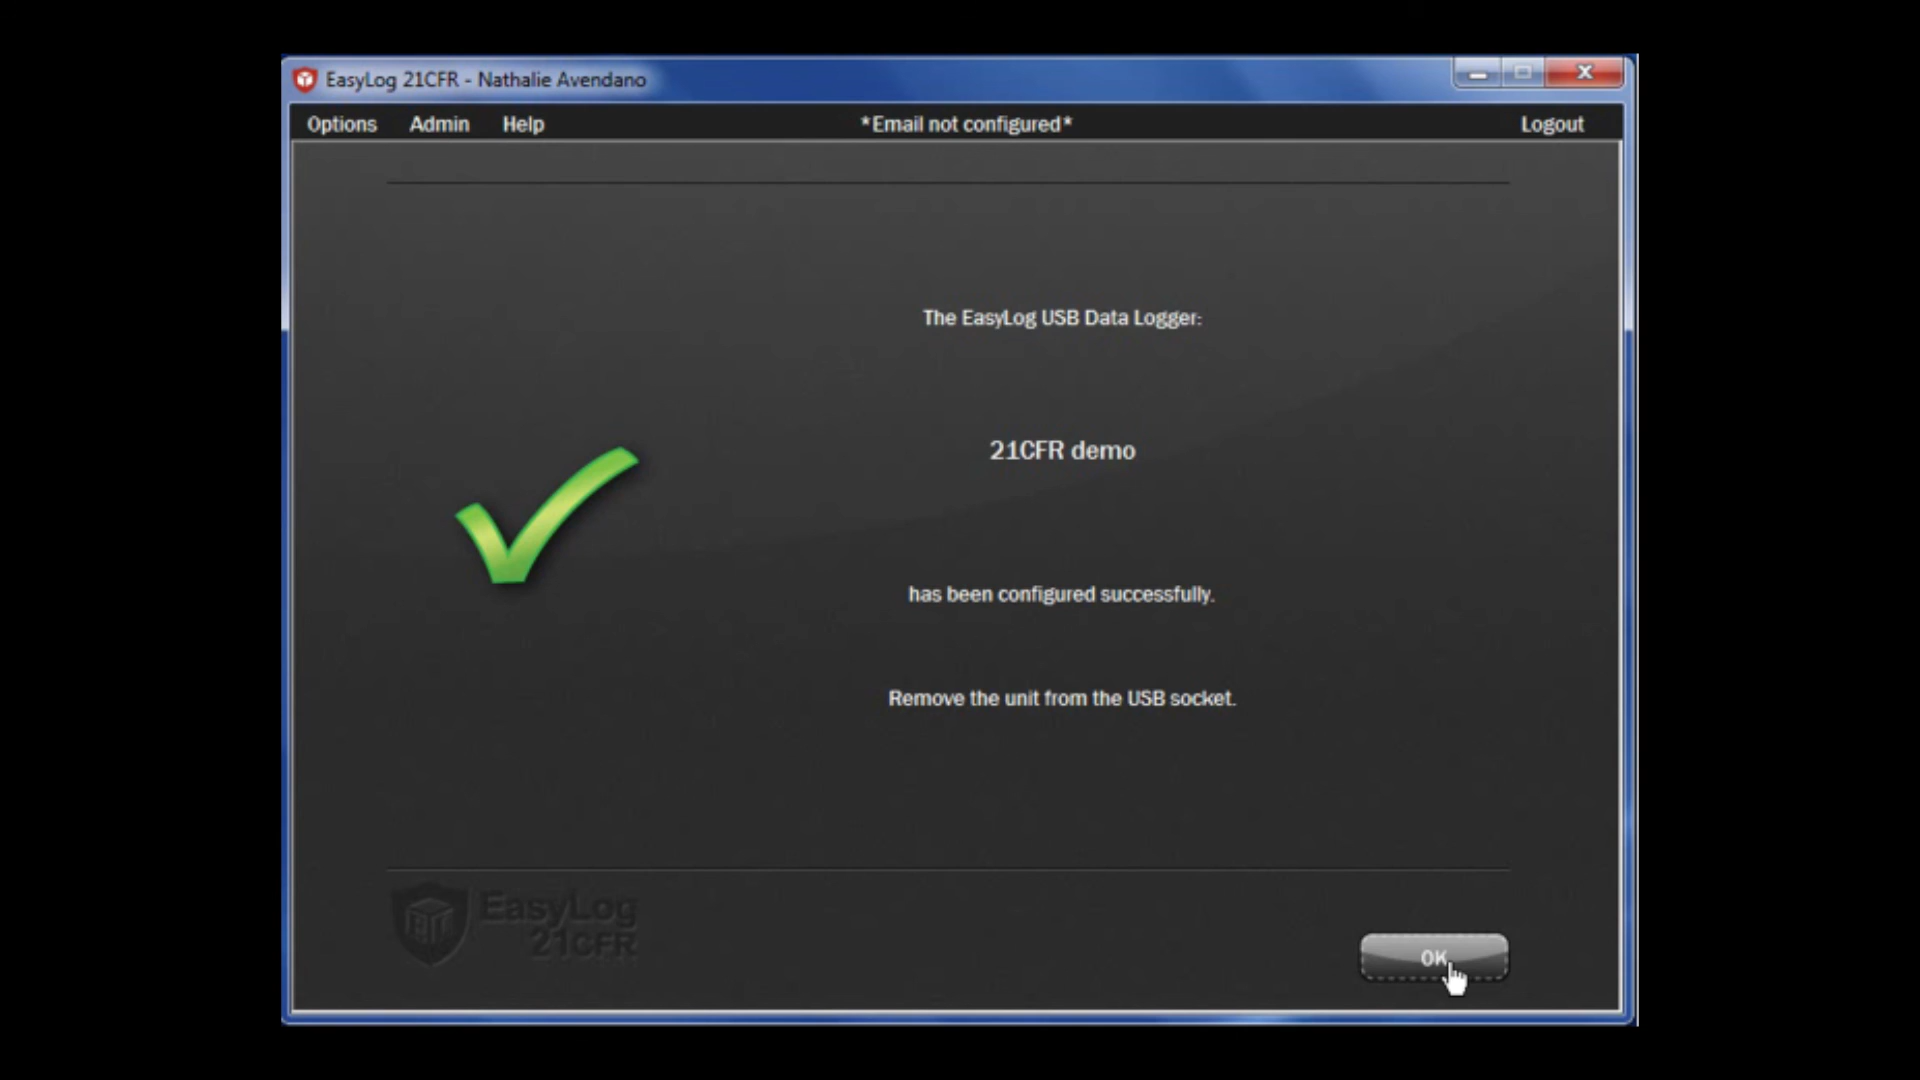 EasyLog 21CFR - Nathalie Avendano
Options Admin Help *Email not configured* Logout
The EasyLog USB Data Logger:
21CFR demo
has been configured successfully.
Remove the unit from the USB socket.
EasyLog
21CFR
OK